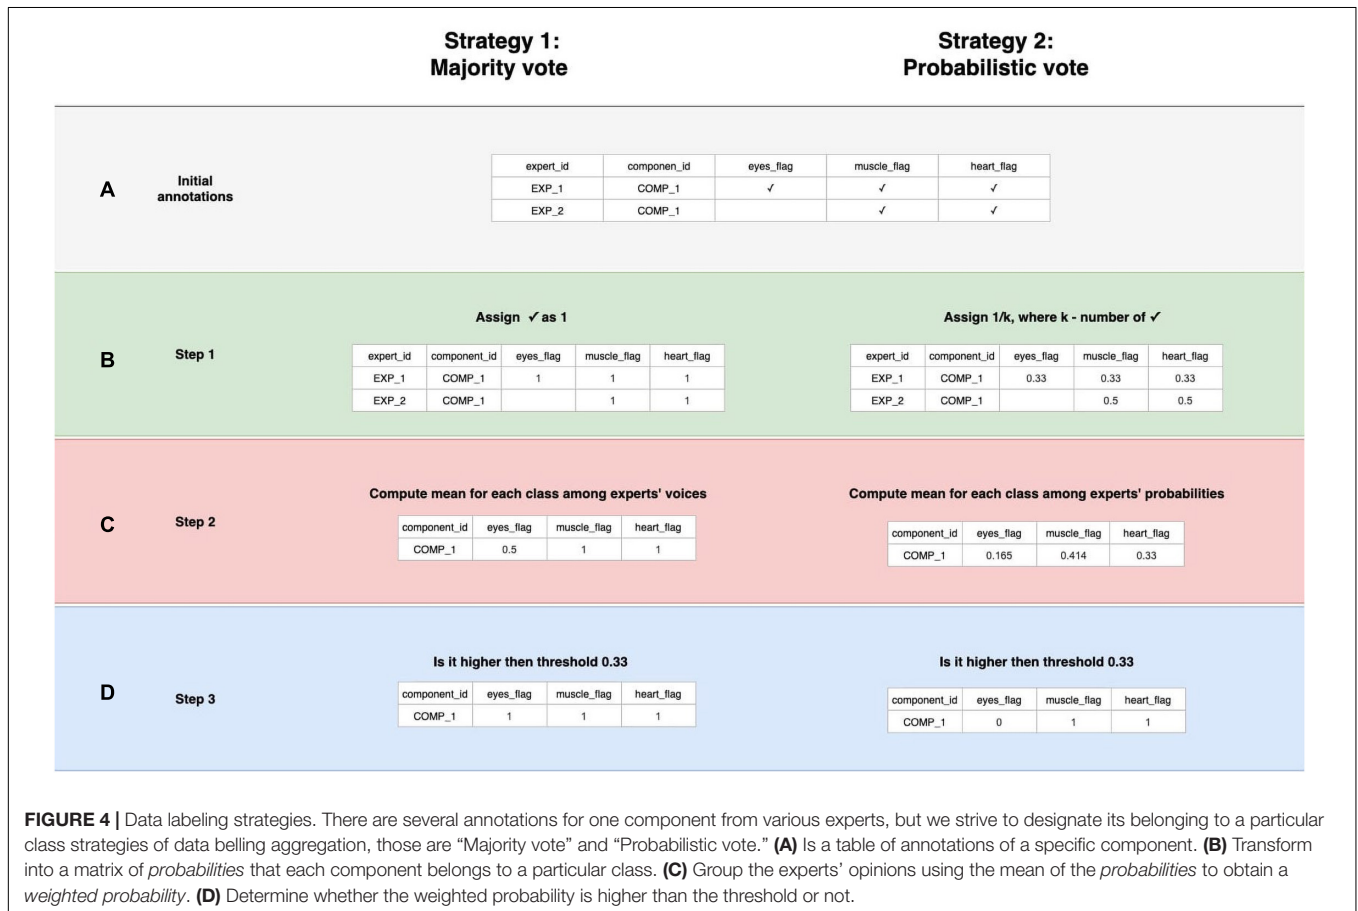 Strategy 1:
Majority vote
Strategy 2:
Probabilistic vote
A
Initial
annotations
expert_id componen_id eyes_flag muscle_flag heart_flag
EXP_1 COMP_1 ✓ ✓ ✓
EXP_2 COMP_1 ✓ ✓
B
Step 1
Assign ✓ as 1
expert_id component_id eyes_flag muscle_flag heart_flag
EXP_1 COMP_1 1 1 1
EXP_2 COMP_1 1 1
Assign 1/k, where k - number of ✓
expert_id component_id eyes_flag muscle_flag heart_flag
EXP_1 COMP_1 0.33 0.33 0.33
EXP_2 COMP_1 0.5 0.5
C
Step 2
Compute mean for each class among experts' voices
component_id eyes_flag muscle_flag heart_flag
COMP_1 0.5 1 1
Compute mean for each class among experts' probabilities
component_id eyes_flag muscle_flag heart_flag
COMP_1 0.165 0.414 0.33
D
Step 3
Is it higher then threshold 0.33
component_id eyes_flag muscle_flag heart_flag
COMP_1 1 1 1
Is it higher then threshold 0.33
component_id eyes_flag muscle_flag heart_flag
COMP_1 0 1 1
FIGURE 4 | Data labeling strategies. There are several annotations for one component from various experts, but we strive to designate its belonging to a particular
class strategies of data belling aggregation, those are “Majority vote” and “Probabilistic vote.” (A) Is a table of annotations of a specific component. (B) Transform
into a matrix of probabilities that each component belongs to a particular class. (C) Group the experts’ opinions using the mean of the probabilities to obtain a
weighted probability. (D) Determine whether the weighted probability is higher than the threshold or not.